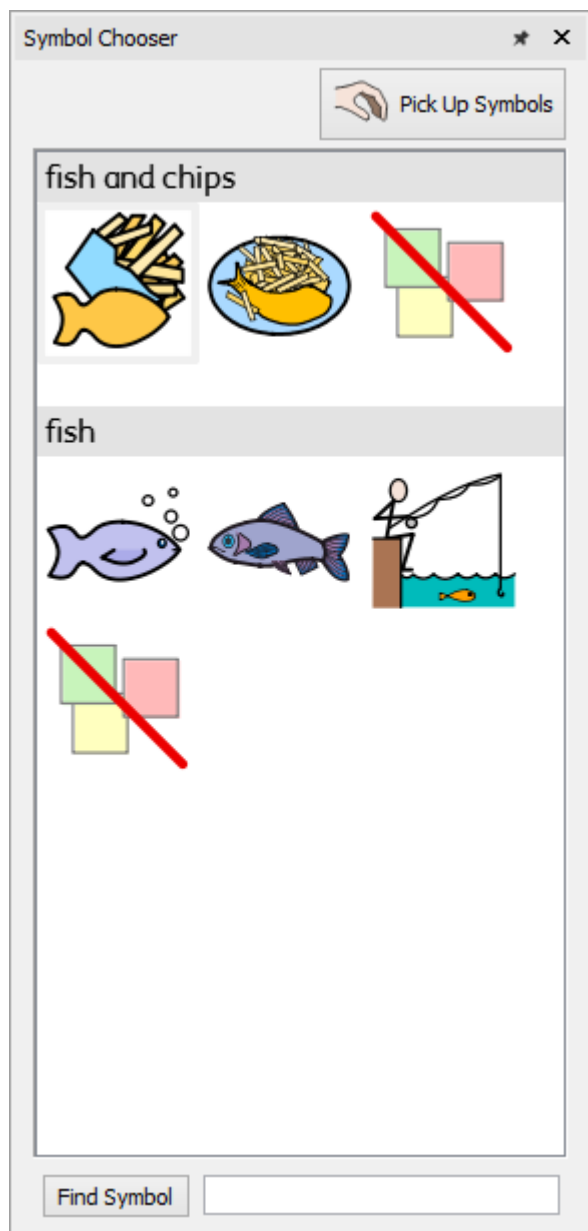 Symbol Chooser
Pick Up Symbols
fish and chips
fish
Find Symbol